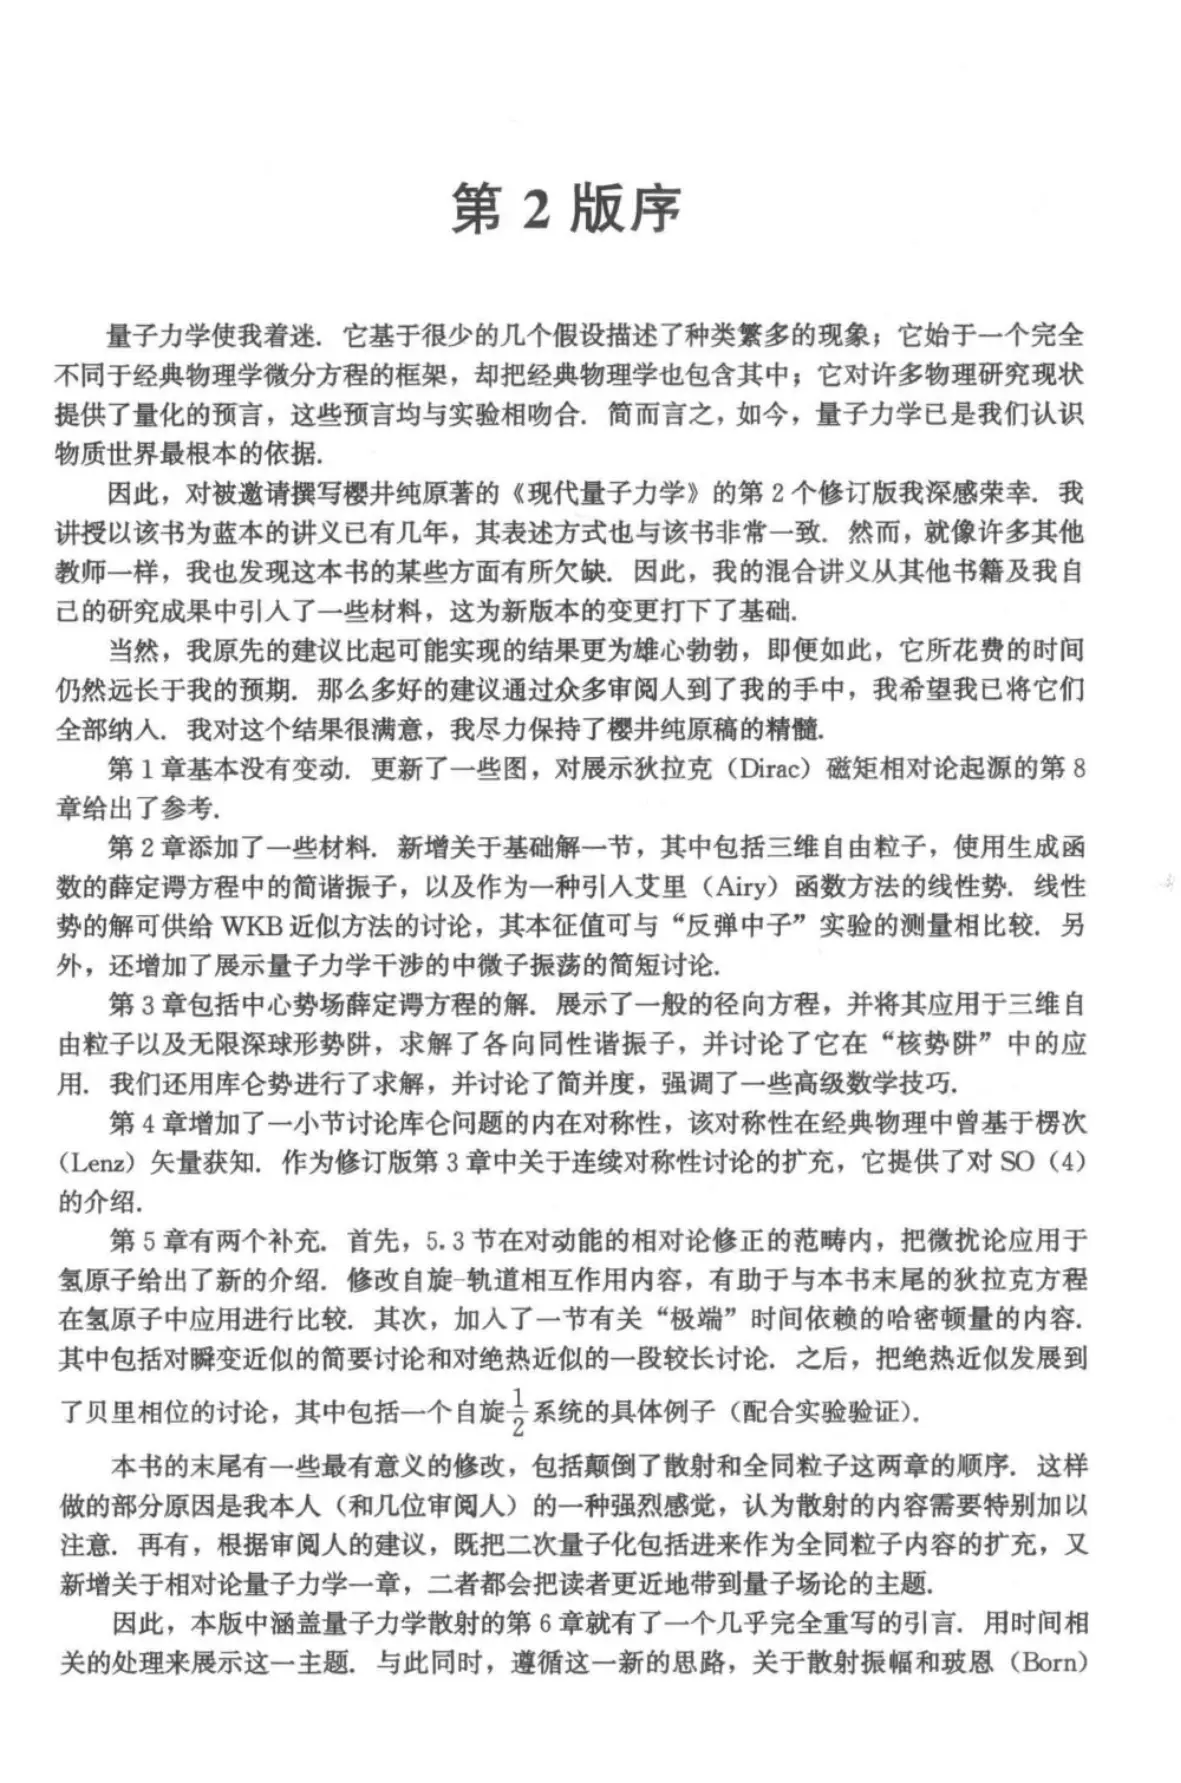 第 2 版序
量子力学使我着迷. 它基于很少的几个假设描述了种类繁多的现象；它始于一个完全
不同于经典物理学微分方程的框架，却把经典物理学也包含其中；它对许多物理研究现状
提供了量化的预言，这些预言均与实验相吻合. 简而言之, 如今，量子力学已是我们认识
物质世界最根本的依据.
因此，对被邀请撰写樱井纯原著的《现代量子力学》的第 2 个修订版我深感荣幸. 我
讲授以该书为蓝本的讲义已有几年，其表述方式也与该书非常一致. 然而，就像许多其他
教师一样，我也发现这本书的某些方面有所欠缺. 因此，我的混合讲义从其他书籍及我自
己的研究成果中引入了一些材料，这为新版本的变更打下了基础.
当然，我原先的建议比起可能实现的结果更为雄心勃勃，即便如此，它所花费的时间
仍然远长于我的预期. 那么多好的建议通过众多审阅人到了我的手中，我希望我已将它们
全部纳入. 我对这个结果很满意，我尽力保持了樱井纯原稿的精髓.
第 1 章基本没有变动. 更新了一些图，对展示狄拉克（Dirac）磁矩相对论起源的第 8
章给出了参考.
第 2 章添加了一些材料. 新增关于基础解一节，其中包括三维自由粒子，使用生成函
数的薛定谔方程中的简谐振子，以及作为一种引入艾里（Airy）函数方法的线性势. 线性
势的解可供给 WKB 近似方法的讨论，其本征值可与“反弹中子”实验的测量相比较. 另
外，还增加了展示量子力学干涉的中微子振荡的简短讨论.
第 3 章包括中心势场薛定谔方程的解. 展示了一般的径向方程，并将其应用于三维自
由粒子以及无限深球形势阱，求解了各向同性谐振子，并讨论了它在“核势阱”中的应
用. 我们还用库仑势进行了求解，并讨论了简并度，强调了一些高级数学技巧.
第 4 章增加了一小节讨论库仑问题的内在对称性，该对称性在经典物理中曾基于楞次
（Lenz）矢量获知. 作为修订版第 3 章中关于连续对称性讨论的扩充，它提供了对 SO（4）
的介绍.
第 5 章有两个补充. 首先，5.3 节在对动能的相对论修正的范畴内，把微扰论应用于
氢原子给出了新的介绍. 修改自旋-轨道相互作用内容，有助于与本书末尾的狄拉克方程
在氢原子中应用进行比较. 其次，加入了一节有关“极端”时间依赖的哈密顿量的内容.
其中包括对瞬变近似的简要讨论和对绝热近似的一段较长讨论. 之后，把绝热近似发展到
了贝里相位的讨论，其中包括一个自旋 1/2 系统的具体例子（配合实验验证）.
本书的末尾有一些最有意义的修改，包括颠倒了散射和全同粒子这两章的顺序. 这样
做的部分原因是我本人（和几位审阅人）的一种强烈感觉，认为散射的内容需要特别加以
注意. 再有，根据审阅人的建议，既把二次量子化包括进来作为全同粒子内容的扩充，又
新增关于相对论量子力学一章，二者都会把读者更近地带到量子场论的主题.
因此，本版中涵盖量子力学散射的第 6 章就有了一个几乎完全重写的引言. 用时间相
关的处理来展示这一主题. 与此同时，遵循这一新的思路，关于散射振幅和玻恩（Born）